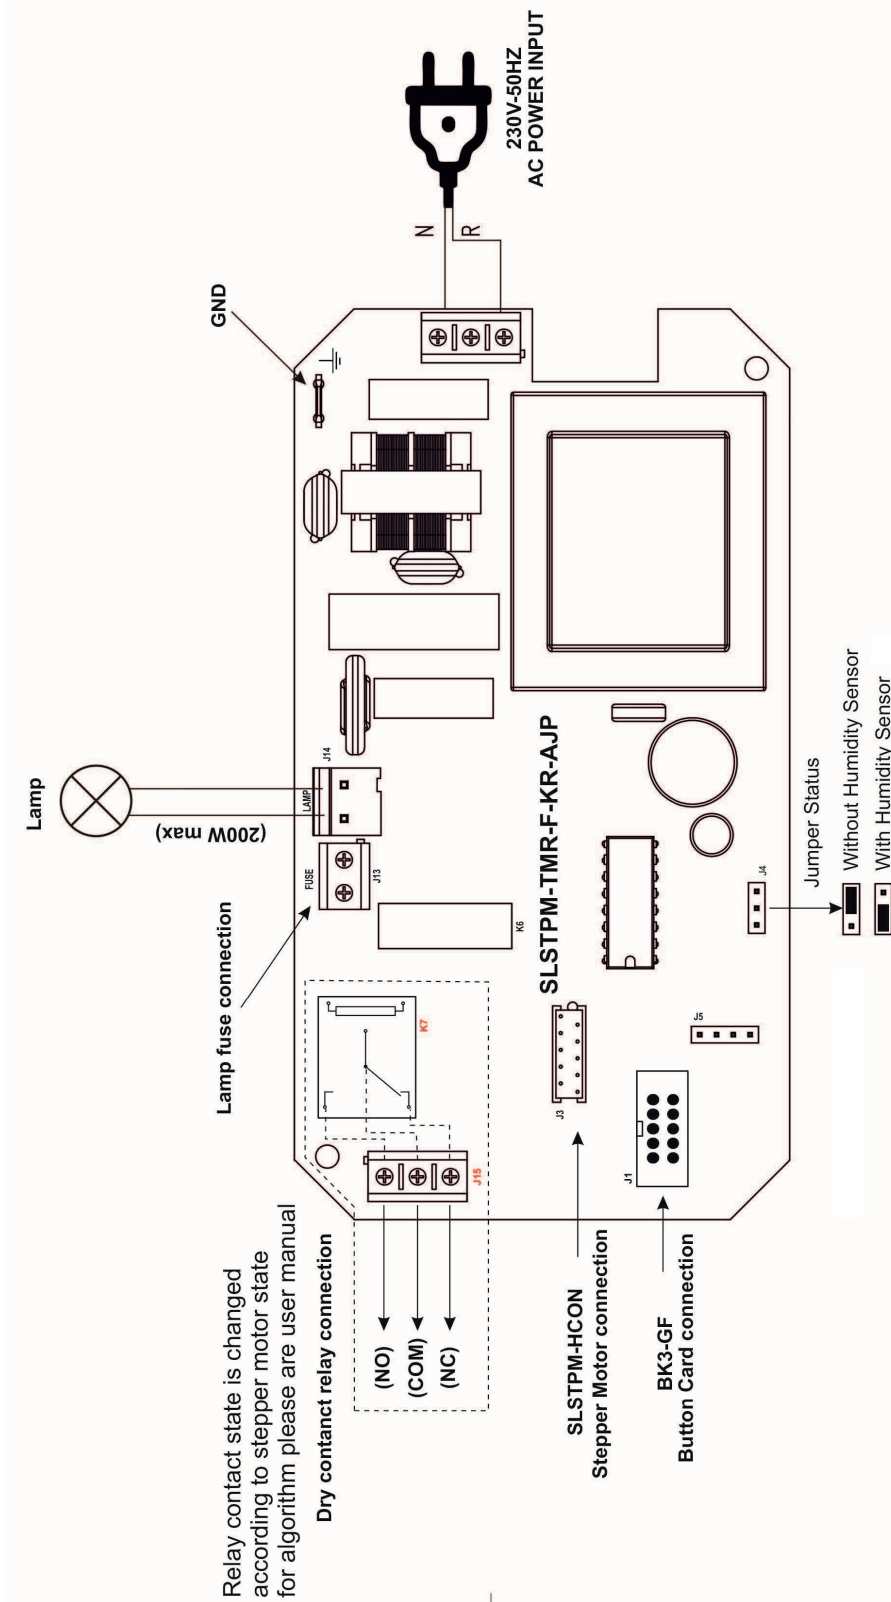 Relay contact state is changed
according to stepper motor state
for algorithm please are user manual
Dry contanct relay connection
(NO)
(COM)
(NC)
J15
K7
Lamp fuse connection
Lamp
(200W max)
FUSE
J13
LAMP
J14
K6
GND
N
R
230V-50HZ
AC POWER INPUT
SLSTPM-TMR-F-KR-AJP
J3
SLSTPM-HCON
Stepper Motor connection
J1
BK3-GF
Button Card connection
J5
J4
Jumper Status
Without Humidity Sensor
With Humidity Sensor